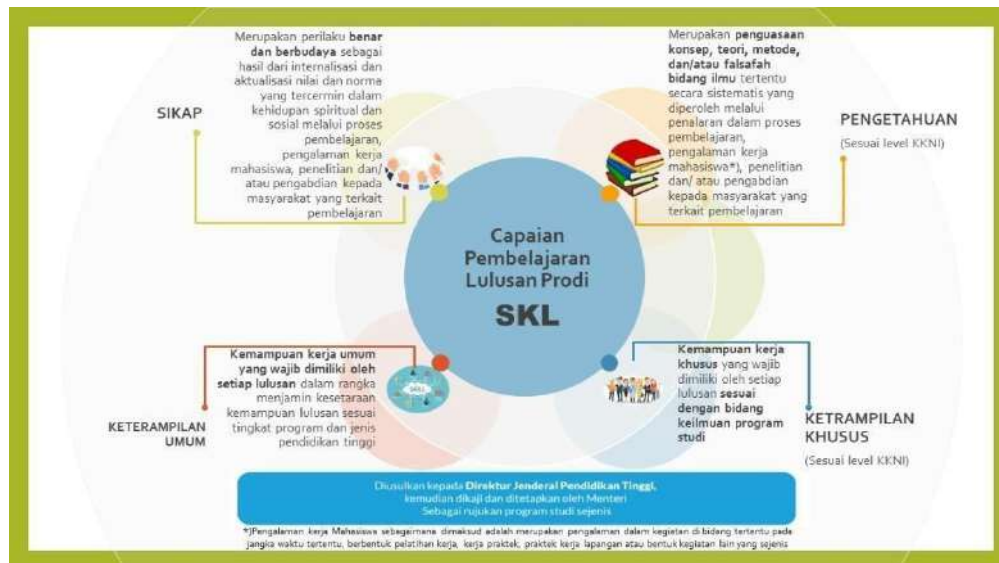 Merupakan perilaku benar
dan berbudaya sebagai
hasil dari internalisasi dan
aktualisasi nilai dan norma
yang tercermin dalam
kehidupan spiritual dan
sosial melalui proses
pembelajaran,
pengalaman kerja
mahasiswa, penelitian dan/
atau pengabdian kepada
masyarakat yang terkait
pembelajaran
SIKAP
Merupakan penguasaan
konsep, teori, metode,
dan/atau falsafah
bidang ilmu tertentu
secara sistematis yang
diperoleh melalui
penalaran dalam proses
pembelajaran,
pengalaman kerja
mahasiswa*), penelitian
dan/ atau pengabdian
kepada masyarakat yang
terkait pembelajaran
PENGETAHUAN
(Sesuai level KKNI)
Capaian
Pembelajaran
Lulusan Prodi
SKL
Kemampuan kerja umum
yang wajib dimiliki oleh
setiap lulusan dalam rangka
menjamin kesetaraan
kemampuan lulusan sesuai
tingkat program dan jenis
pendidikan tinggi
KETERAMPILAN
UMUM
SKILL
Kemampuan kerja
khusus yang wajib
dimiliki oleh setiap
lulusan sesuai
dengan bidang
keilmuan program
studi
KETRAMPILAN
KHUSUS
(Sesuai level KKNI)
Diusulkan kepada Direktur Jenderal Pendidikan Tinggi,
kemudian dikaji dan ditetapkan oleh Menteri
Sebagai rujukan program studi sejenis
*)Pengalaman kerja Mahasiswa sebagaimana dimaksud adalah merupakan pengalaman dalam kegiatan di bidang tertentu pada
jangka waktu tertentu, berbentuk pelatihan kerja, kerja praktek, praktek kerja lapangan atau bentuk kegiatan lain yang sejenis